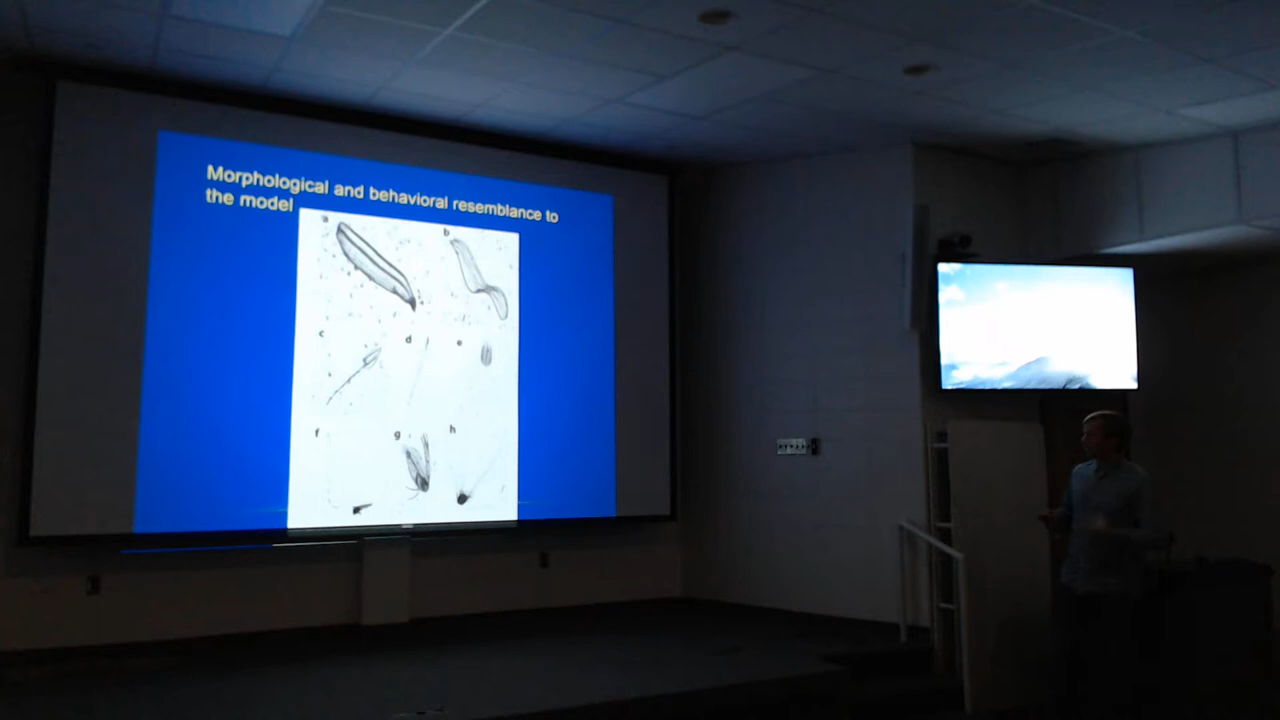 Morphological and behavioral resemblance to
the model
a b
c d e
f g h